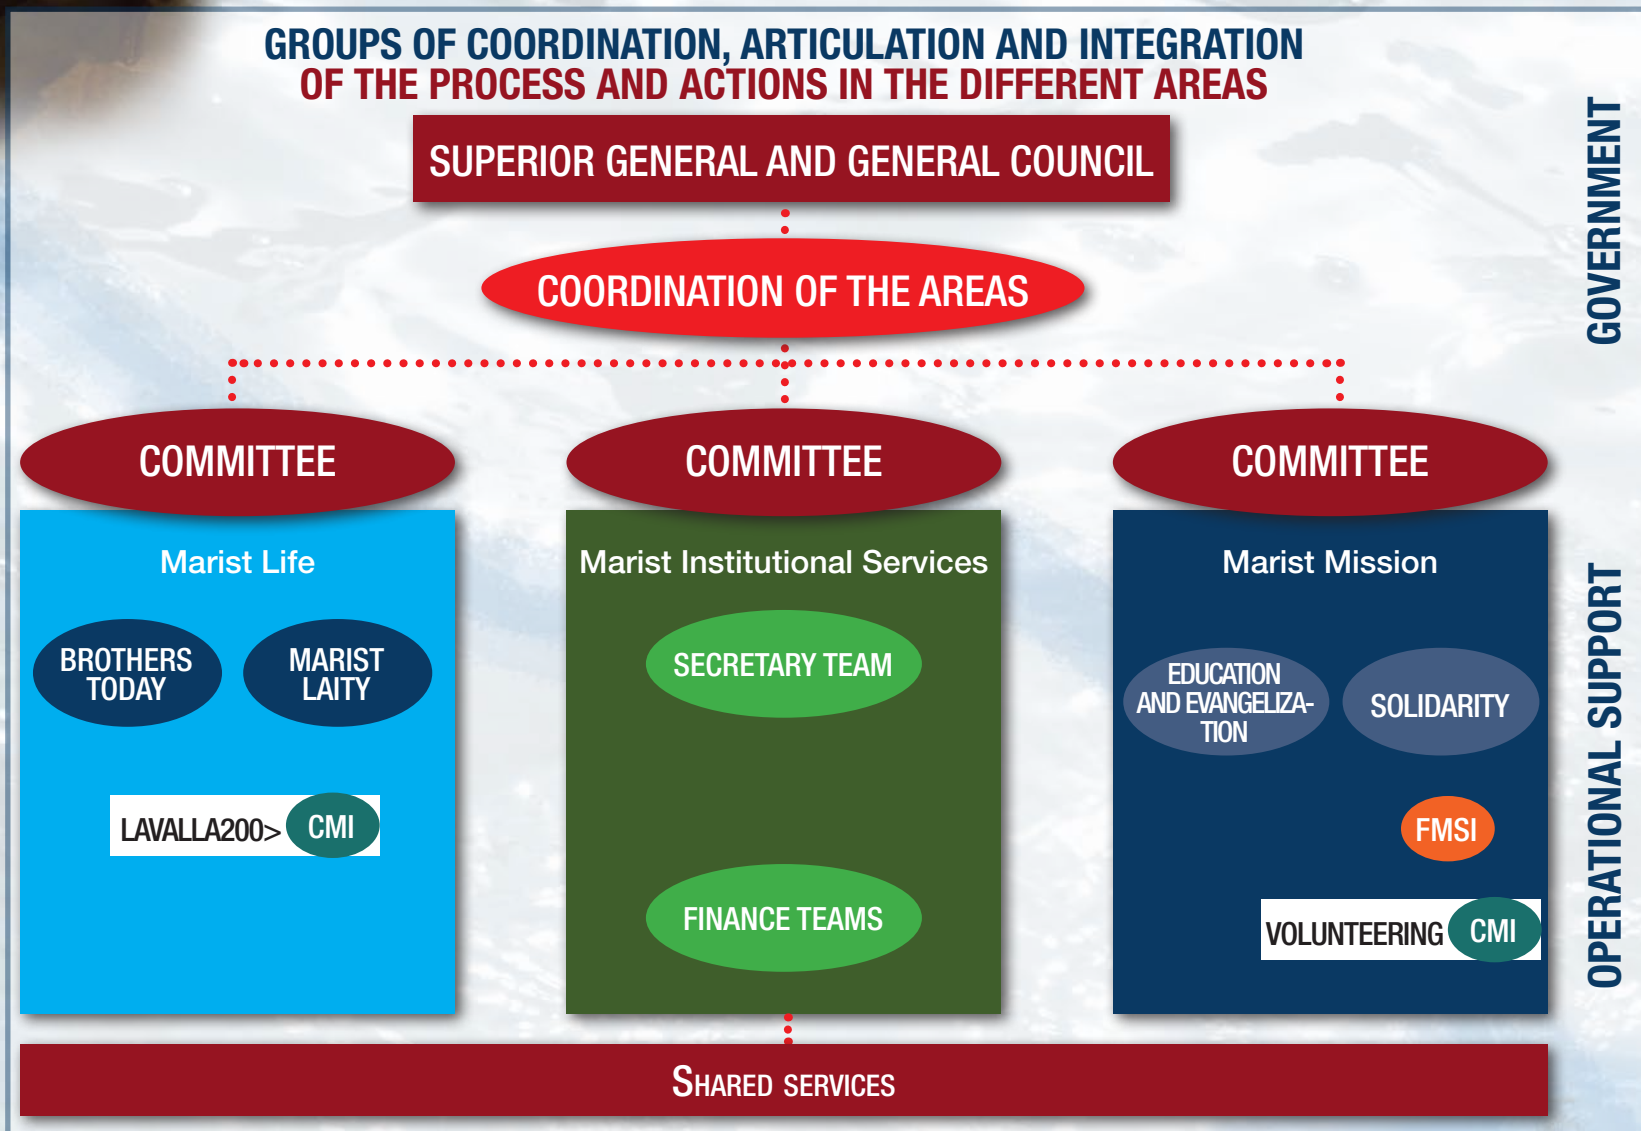 GROUPS OF COORDINATION, ARTICULATION AND INTEGRATION
OF THE PROCESS AND ACTIONS IN THE DIFFERENT AREAS
SUPERIOR GENERAL AND GENERAL COUNCIL
COORDINATION OF THE AREAS
GOVERNMENT
COMMITTEE
COMMITTEE
COMMITTEE
Marist Life
BROTHERS
TODAY
MARIST
LAITY
LAVALLA200>
CMI
Marist Institutional Services
SECRETARY TEAM
FINANCE TEAMS
Marist Mission
EDUCATION
AND EVANGELIZA-
TION
SOLIDARITY
FMSI
VOLUNTEERING
CMI
OPERATIONAL SUPPORT
SHARED SERVICES